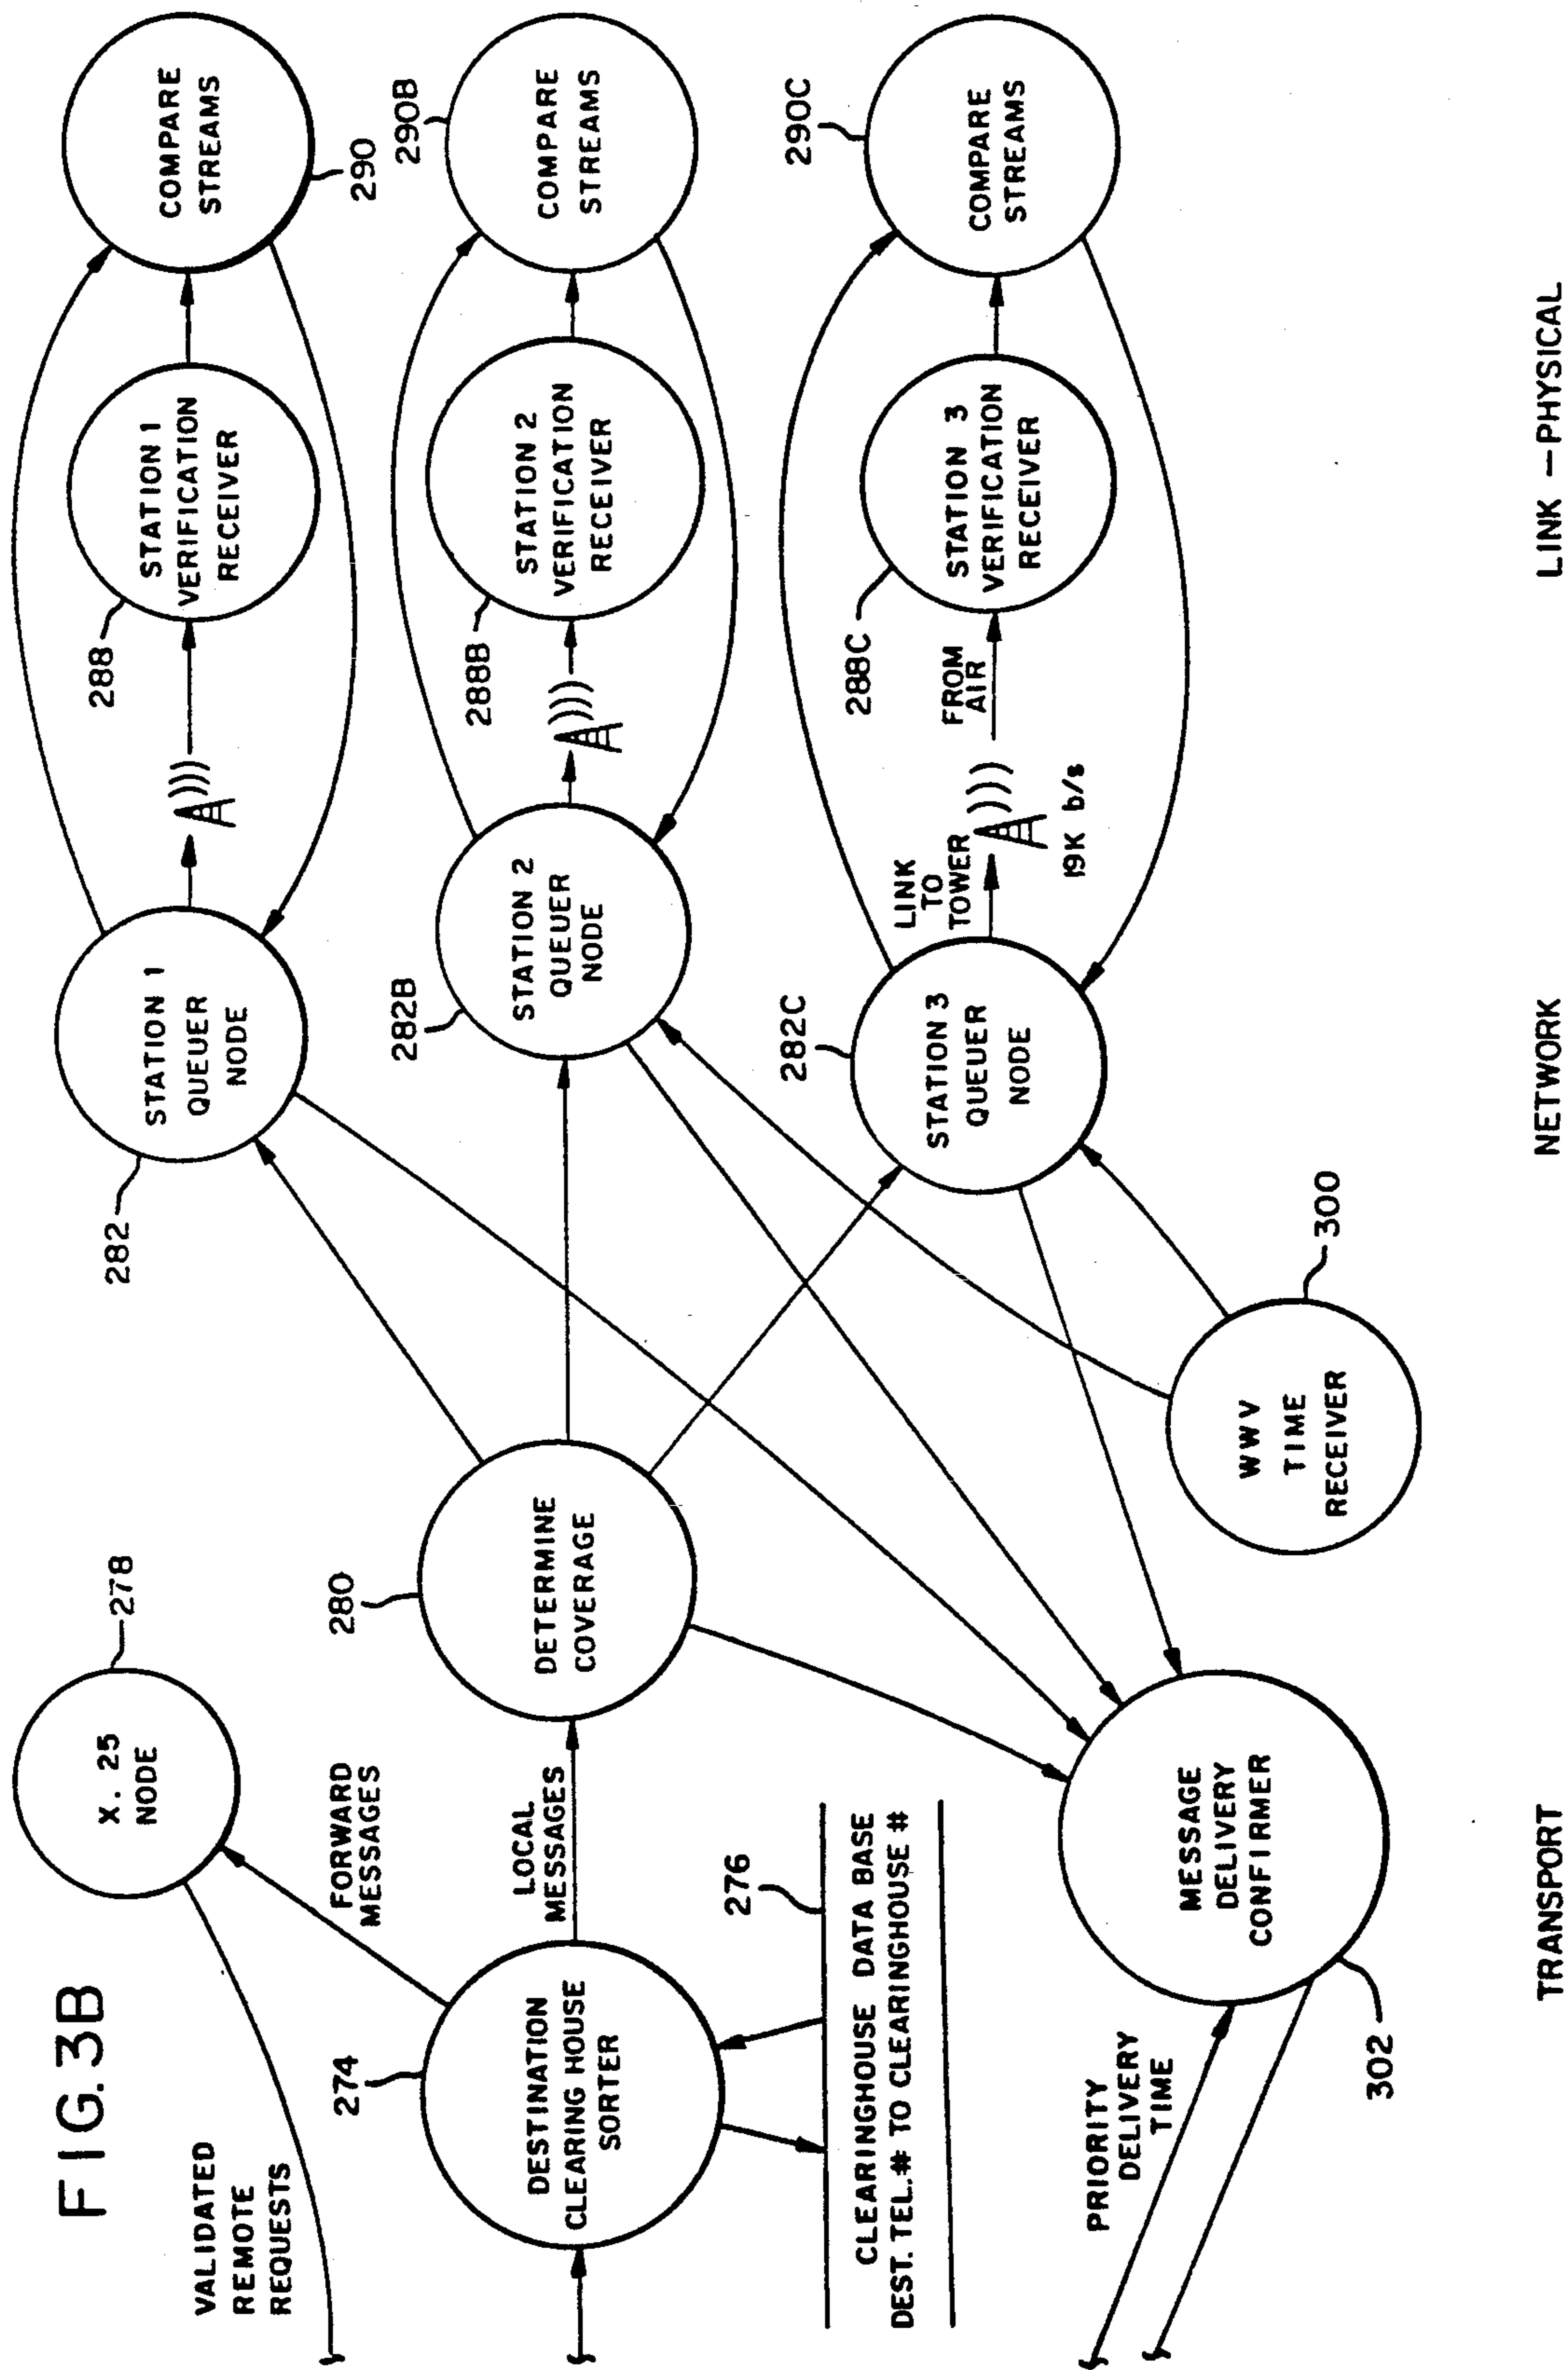 FIG. 3B
VALIDATED
REMOTE
REQUESTS
X. 25
NODE
278
FORWARD
MESSAGES
274
DESTINATION
CLEARING HOUSE
SORTER
LOCAL
MESSAGES
276
CLEARINGHOUSE DATA BASE
DEST. TEL.# TO CLEARINGHOUSE #
280
DETERMINE
COVERAGE
PRIORITY
DELIVERY
TIME
MESSAGE
DELIVERY
CONFIRMER
302
WWV
TIME
RECEIVER
300
282
STATION 1
QUEUER
NODE
288
STATION 1
VERIFICATION
RECEIVER
COMPARE
STREAMS
290
282B
STATION 2
QUEUER
NODE
288B
STATION 2
VERIFICATION
RECEIVER
290B
COMPARE
STREAMS
282C
STATION 3
QUEUER
NODE
LINK
TO
TOWER
19K b/s
FROM
AIR
288C
STATION 3
VERIFICATION
RECEIVER
290C
COMPARE
STREAMS
TRANSPORT
NETWORK
LINK – PHYSICAL